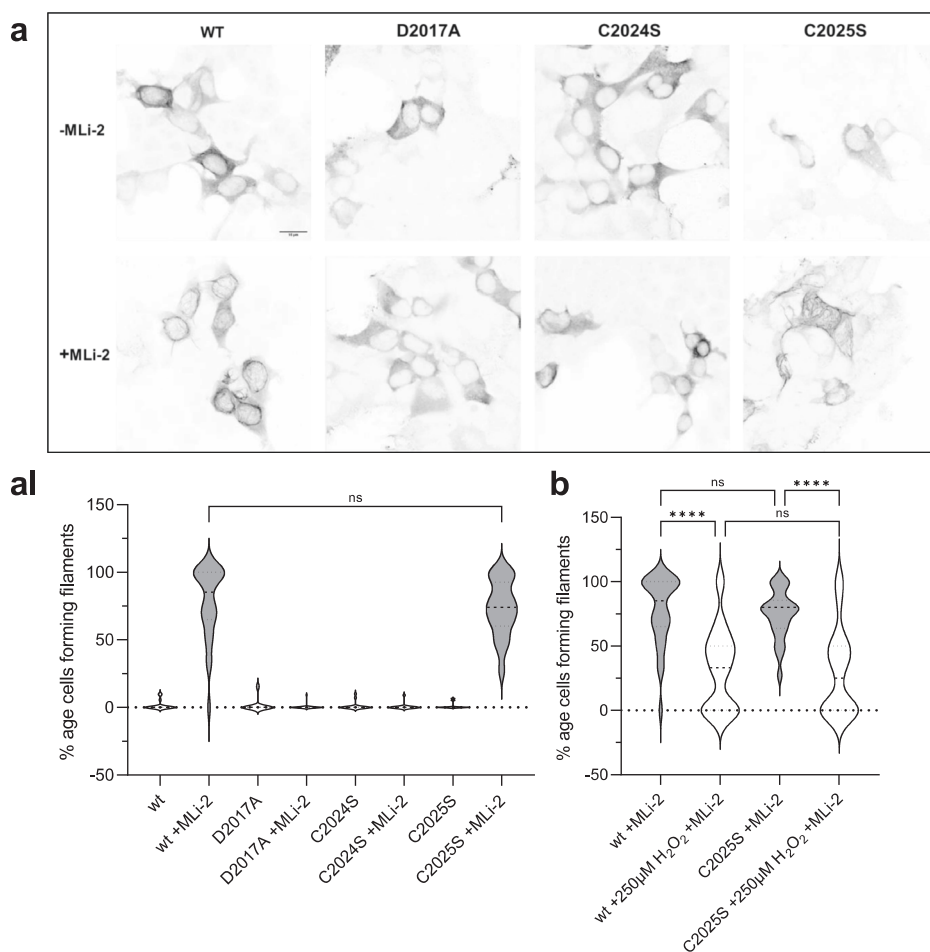 a
WT
D2017A
C2024S
C2025S
-MLi-2
+MLi-2
aI
% age cells forming filaments
150
100
50
0
-50
ns
wt
wt +MLi-2
D2017A
D2017A +MLi-2
C2024S
C2024S +MLi-2
C2025S
C2025S +MLi-2
b
% age cells forming filaments
150
100
50
0
-50
ns
****
****
ns
wt +MLi-2
wt +250µM H₂O₂ +MLi-2
C2025S +MLi-2
C2025S +250µM H₂O₂ +MLi-2